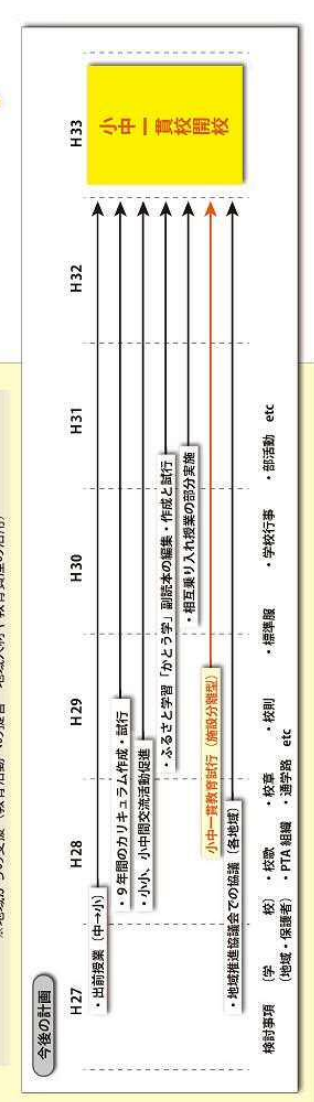 今後の計画
H27 H28 H29 H30 H31 H32 H33
・出前授業（中→小）
・9年間のカリキュラム作成・試行
・小小、小中間交流活動促進
・ふるさと学習「かとう学」副読本の編集・作成と試行
・相互乗り入れ授業の部分実施
小中一貫教育試行（施設分離型）
・地域推進協議会での協議（各地域）
小中一貫校開校
検討事項 （学 校）・校歌 ・校章 ・校則 ・標準服 ・学校行事 ・部活動 etc
（地域・保護者）・PTA 組織 ・通学路 etc